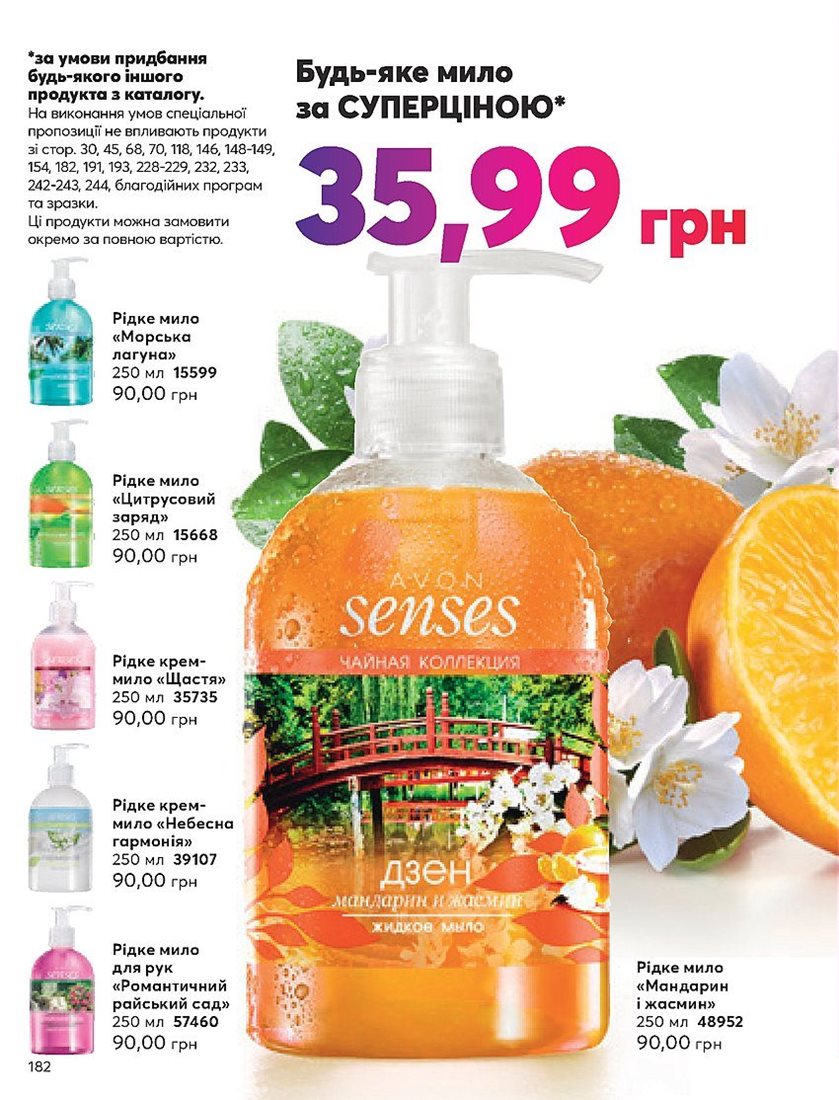 *за умови придбання
будь-якого іншого
продукта з каталогу.
На виконання умов спеціальної
пропозиції не впливають продукти
зі стор. 30, 45, 68, 70, 118, 146, 148-149,
154, 182, 191, 193, 228-229, 232, 233,
242-243, 244, благодійних програм
та зразки.
Ці продукти можна замовити
окремо за повною вартістю.
Будь-яке мило
за СУПЕРЦІНОЮ*
35,99 грн
Рідке мило
«Морська
лагуна»
250 мл 15599
90,00 грн
Рідке мило
«Цитрусовий
заряд»
250 мл 15668
90,00 грн
Рідке крем-
мило «Щастя»
250 мл 35735
90,00 грн
Рідке крем-
мило «Небесна
гармонія»
250 мл 39107
90,00 грн
Рідке мило
для рук
«Романтичний
райський сад»
250 мл 57460
90,00 грн
senses
senses
SENSES
AVON
senses
ЧАЙНАЯ КОЛЛЕКЦИЯ
ДЗЕН
мандарин и жасмин
жидкое мыло
Рідке мило
«Мандарин
і жасмин»
250 мл 48952
90,00 грн
182